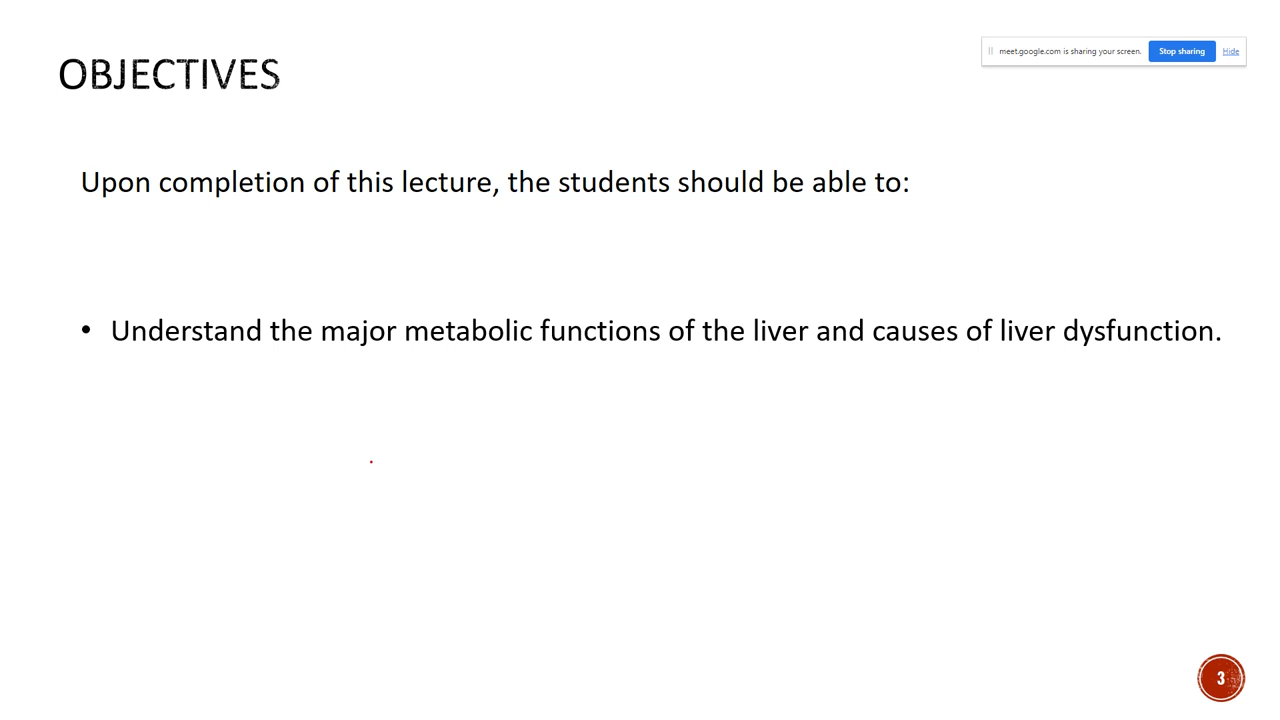 OBJECTIVES
meet.google.com is sharing your screen. Stop sharing Hide
Upon completion of this lecture, the students should be able to:
• Understand the major metabolic functions of the liver and causes of liver dysfunction.
3